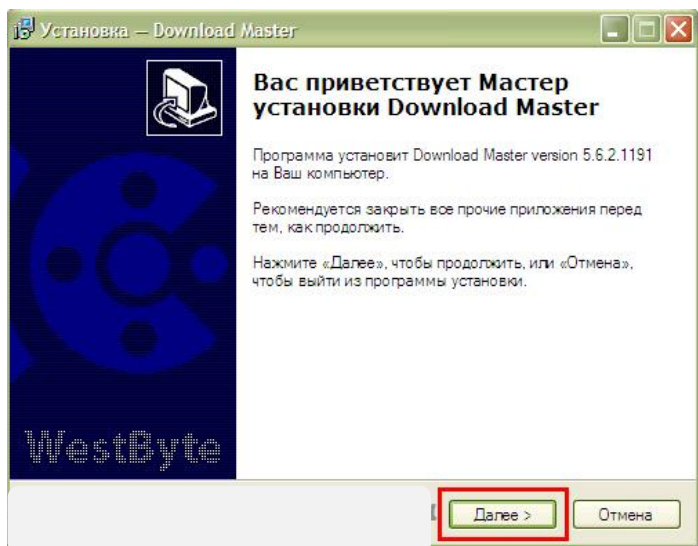 Установка — Download Master
Вас приветствует Мастер
установки Download Master
Программа установит Download Master version 5.6.2.1191
на Ваш компьютер.
Рекомендуется закрыть все прочие приложения перед
тем, как продолжить.
Нажмите «Далее», чтобы продолжить, или «Отмена»,
чтобы выйти из программы установки.
WestByte
Далее >
Отмена